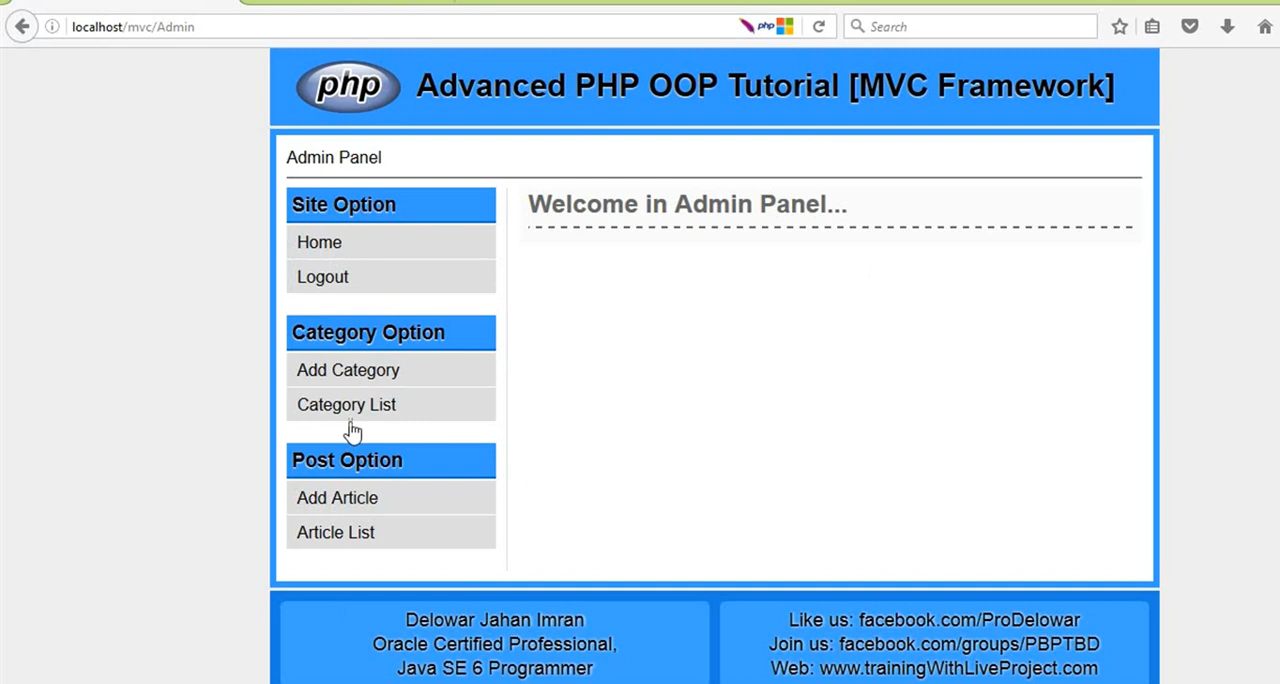 localhost/mvc/Admin
php
Search
php
Advanced PHP OOP Tutorial [MVC Framework]
Admin Panel
Site Option
Home
Logout
Category Option
Add Category
Category List
Post Option
Add Article
Article List
Welcome in Admin Panel...
Delowar Jahan Imran
Oracle Certified Professional,
Java SE 6 Programmer
Like us: facebook.com/ProDelowar
Join us: facebook.com/groups/PBPTBD
Web: www.trainingWithLiveProject.com